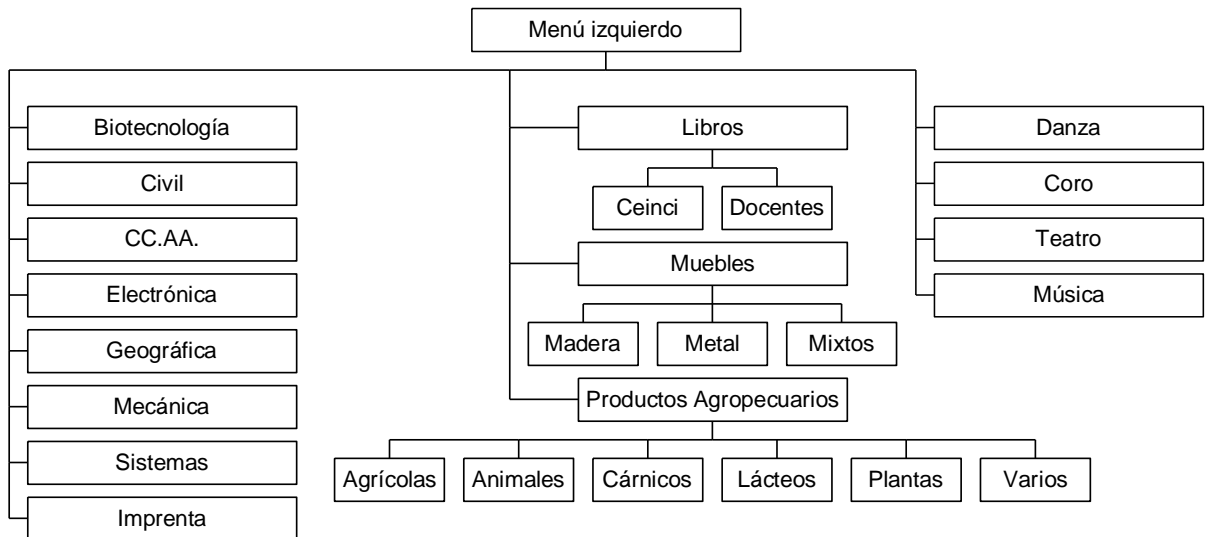 Menú izquierdo
Biotecnología
Civil
CC.AA.
Electrónica
Geográfica
Mecánica
Sistemas
Imprenta
Libros
Ceinci
Docentes
Muebles
Madera
Metal
Mixtos
Productos Agropecuarios
Agrícolas
Animales
Cárnicos
Lácteos
Plantas
Varios
Danza
Coro
Teatro
Música